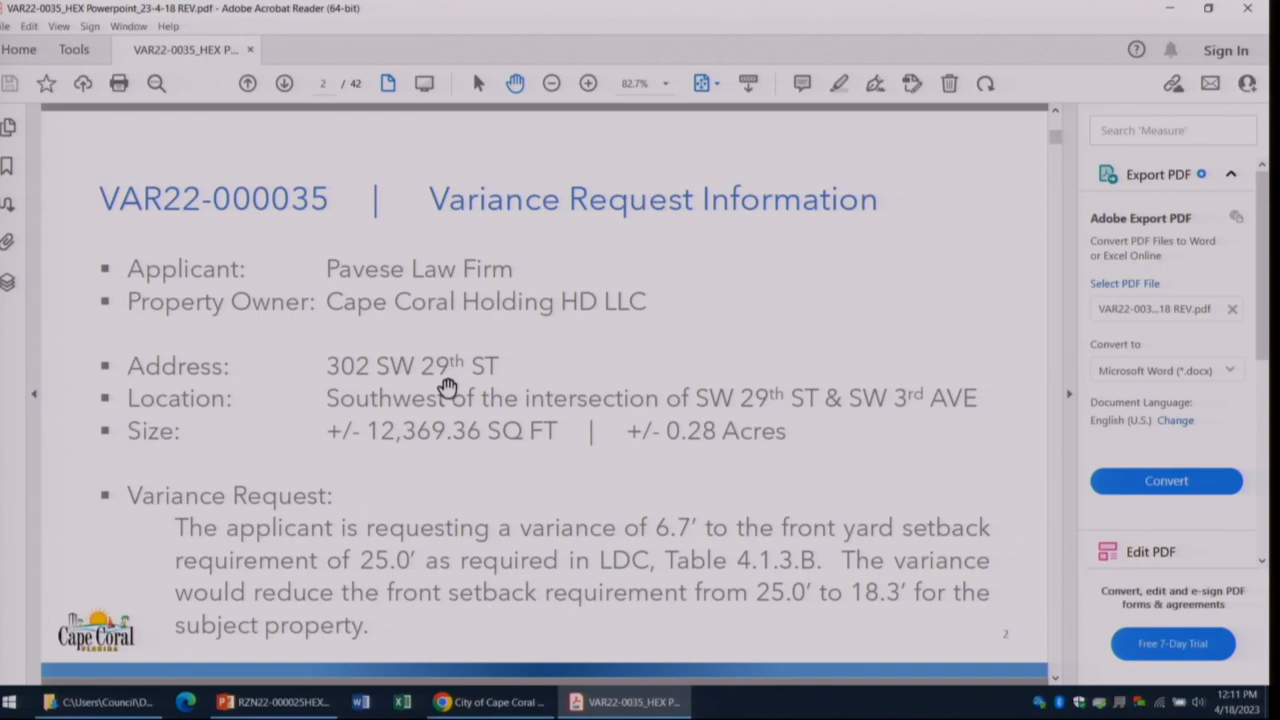 VAR22-0035_HEX Powerpoint_23-4-18 REV.pdf - Adobe Acrobat Reader (64-bit)
File Edit View Sign Window Help
Home Tools VAR22-0035_HEX P... × Sign In
2 / 42 82.7%
VAR22-000035 | Variance Request Information
▪ Applicant: Pavese Law Firm
▪ Property Owner: Cape Coral Holding HD LLC
▪ Address: 302 SW 29th ST
▪ Location: Southwest of the intersection of SW 29th ST & SW 3rd AVE
▪ Size: +/- 12,369.36 SQ FT | +/- 0.28 Acres
▪ Variance Request:
The applicant is requesting a variance of 6.7’ to the front yard setback
requirement of 25.0’ as required in LDC, Table 4.1.3.B. The variance
would reduce the front setback requirement from 25.0’ to 18.3’ for the
subject property.
Cape Coral
FLORIDA
2
Search 'Measure'
Export PDF
Adobe Export PDF
Convert PDF Files to Word
or Excel Online
Select PDF File
VAR22-003...18 REV.pdf
Convert to
Microsoft Word (*.docx)
Document Language:
English (U.S.) Change
Convert
Edit PDF
Convert, edit and e-sign PDF
forms & agreements
Free 7-Day Trial
C:\Users\Council\D... RZN22-000025HEX... City of Cape Coral ... VAR22-0035_HEX P... 12:11 PM
4/18/2023